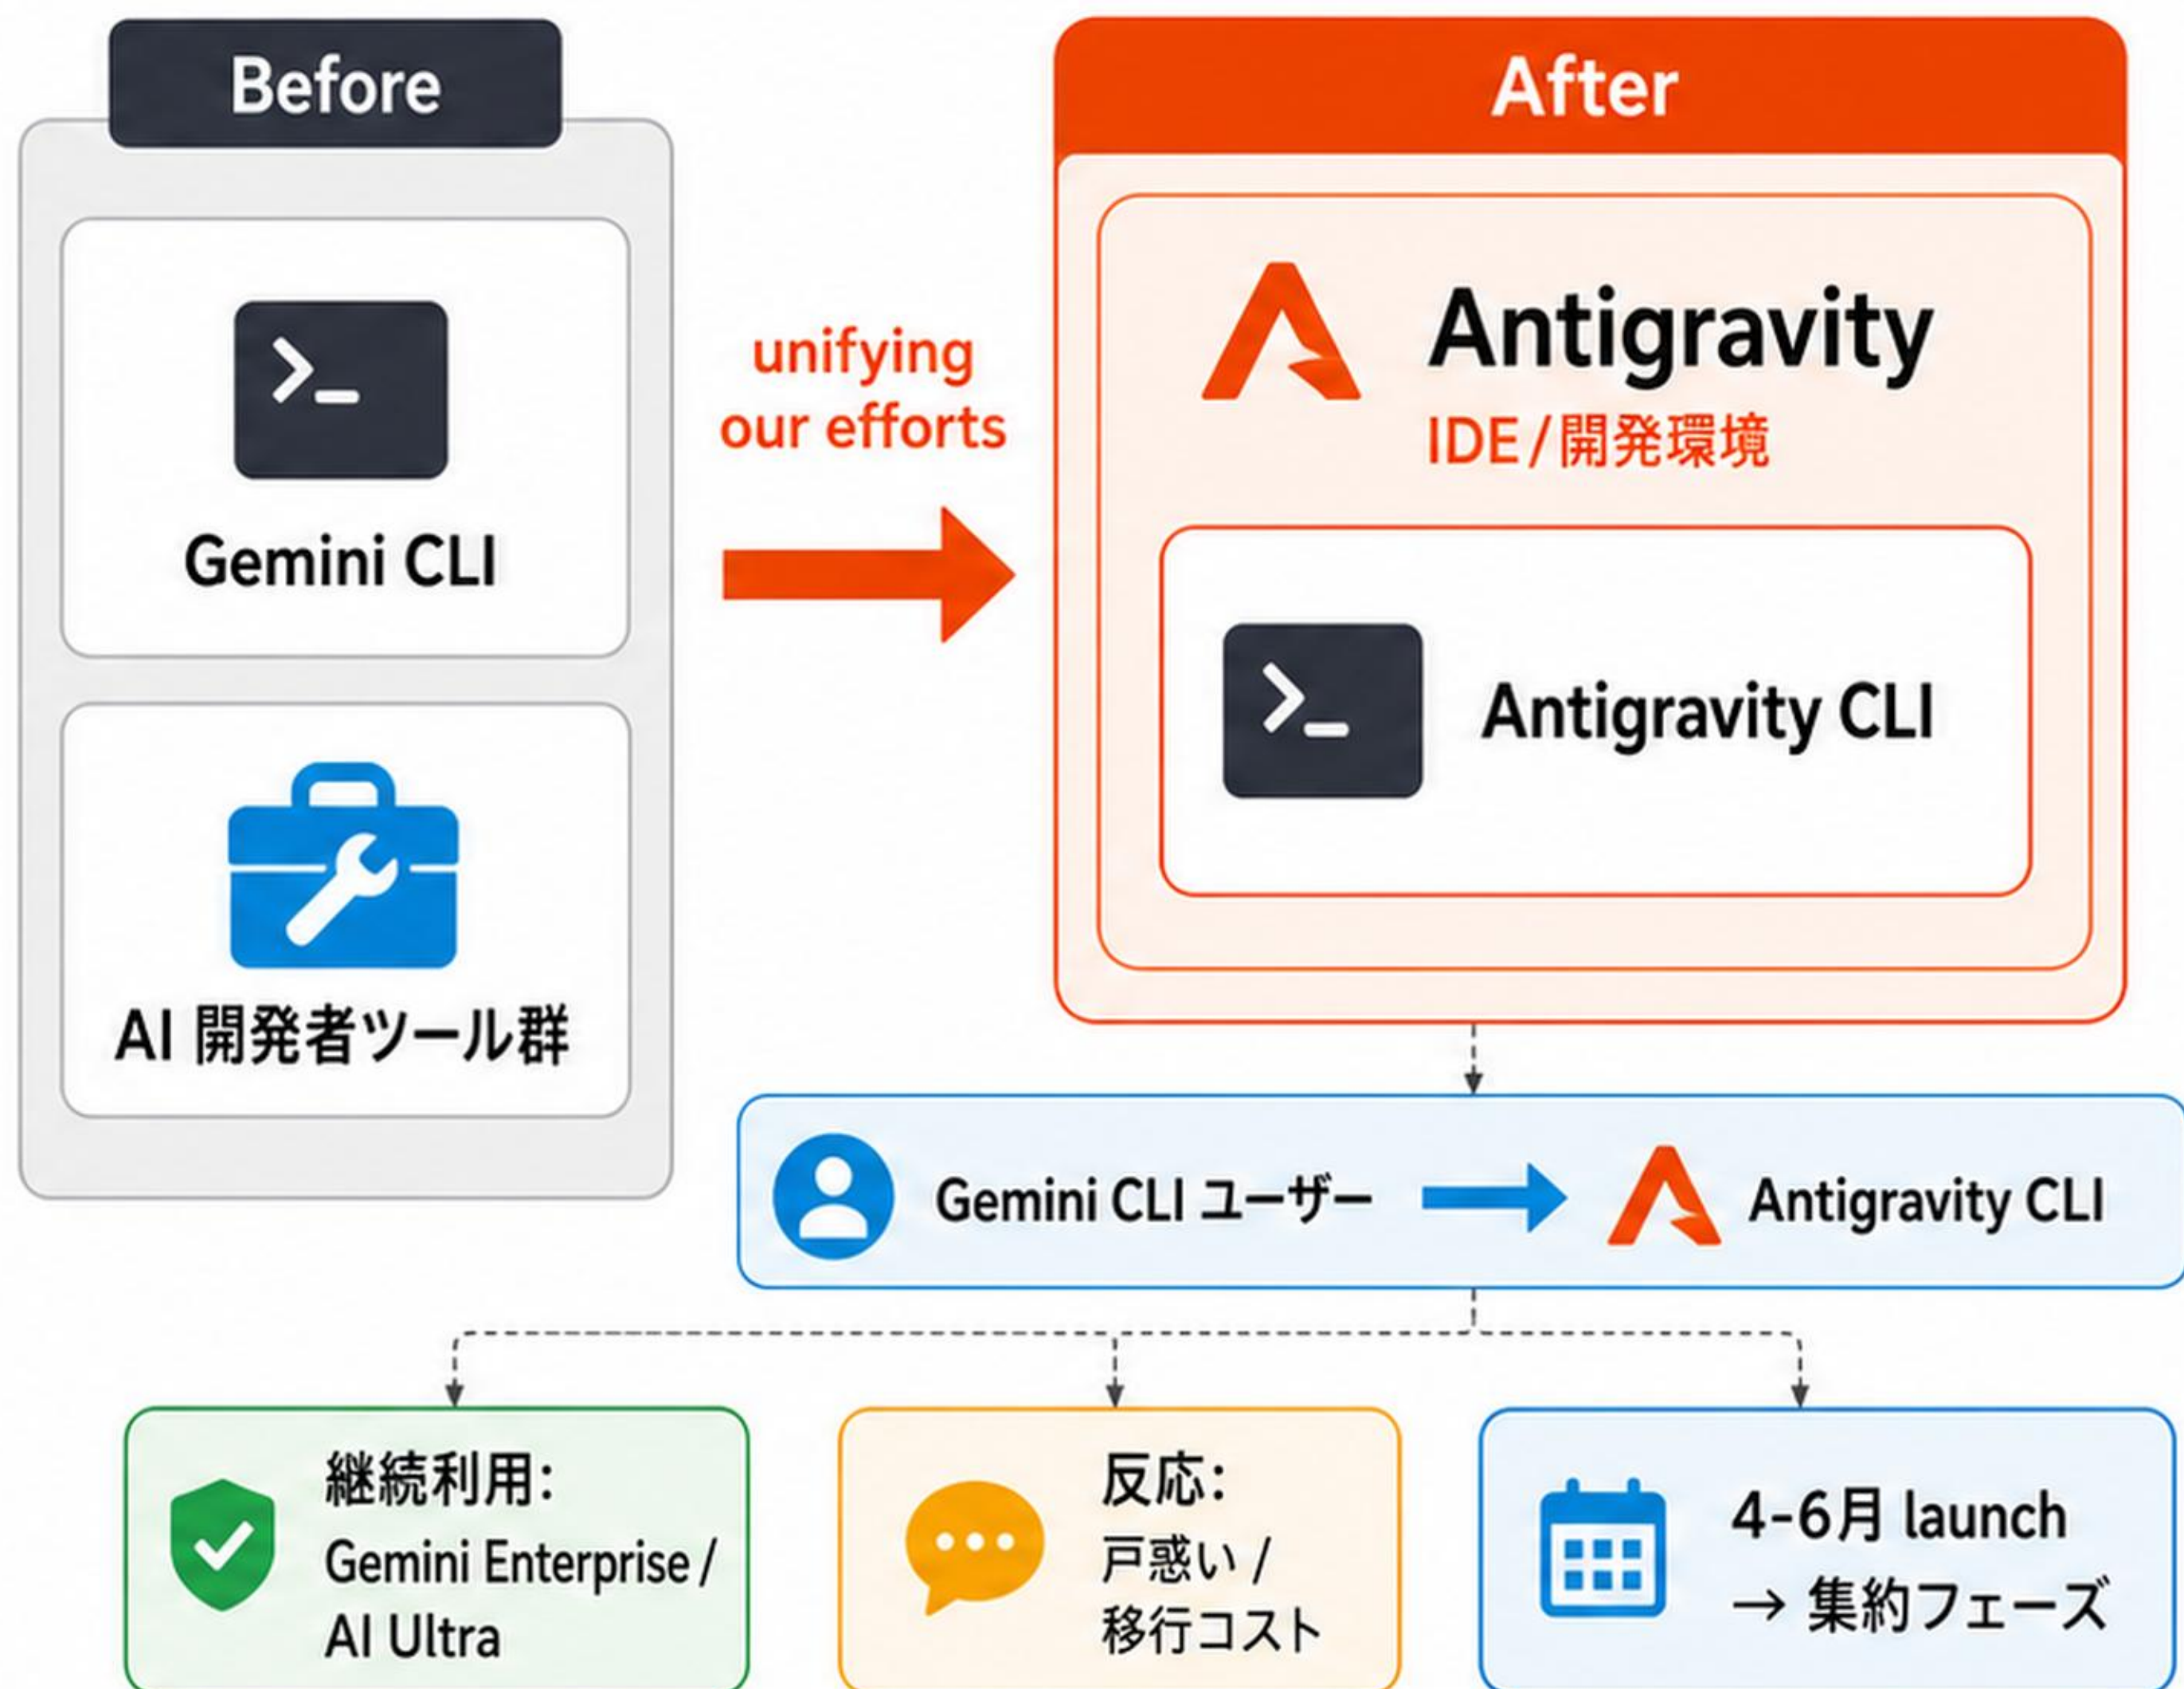 Before
Gemini CLI
AI 開発者ツール群
unifying
our efforts
After
Antigravity
IDE/開発環境
Antigravity CLI
Gemini CLI ユーザー
Antigravity CLI
継続利用:
Gemini Enterprise /
AI Ultra
反応:
戸惑い /
移行コスト
4-6月 launch
→ 集約フェーズ